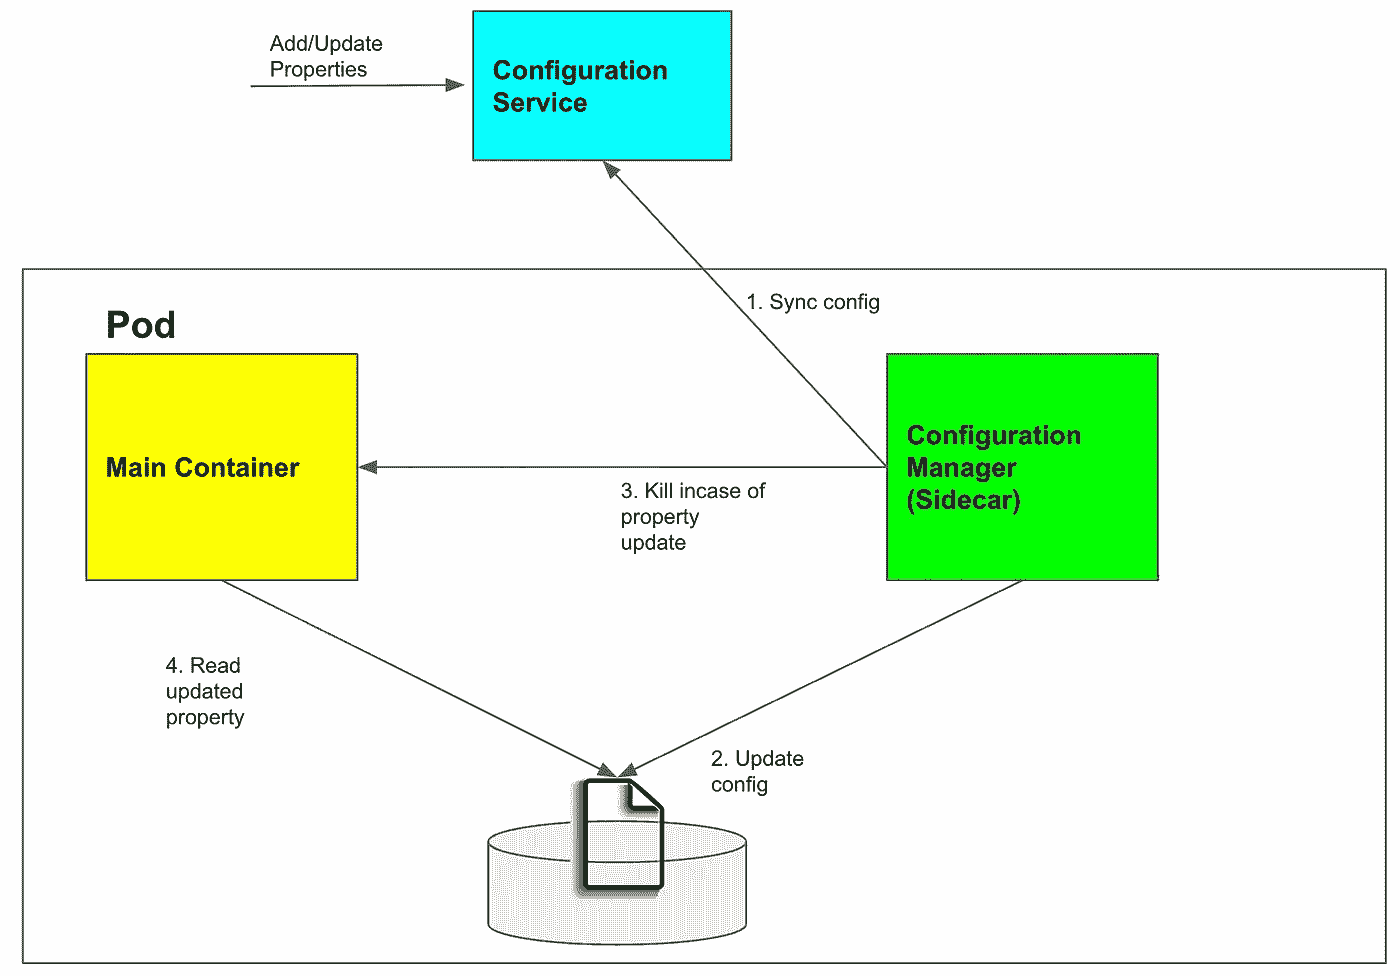 Add/Update
Properties
Configuration
Service
1. Sync config
Pod
Main Container
Configuration
Manager
(Sidecar)
3. Kill incase of
property
update
4. Read
updated
property
2. Update
config